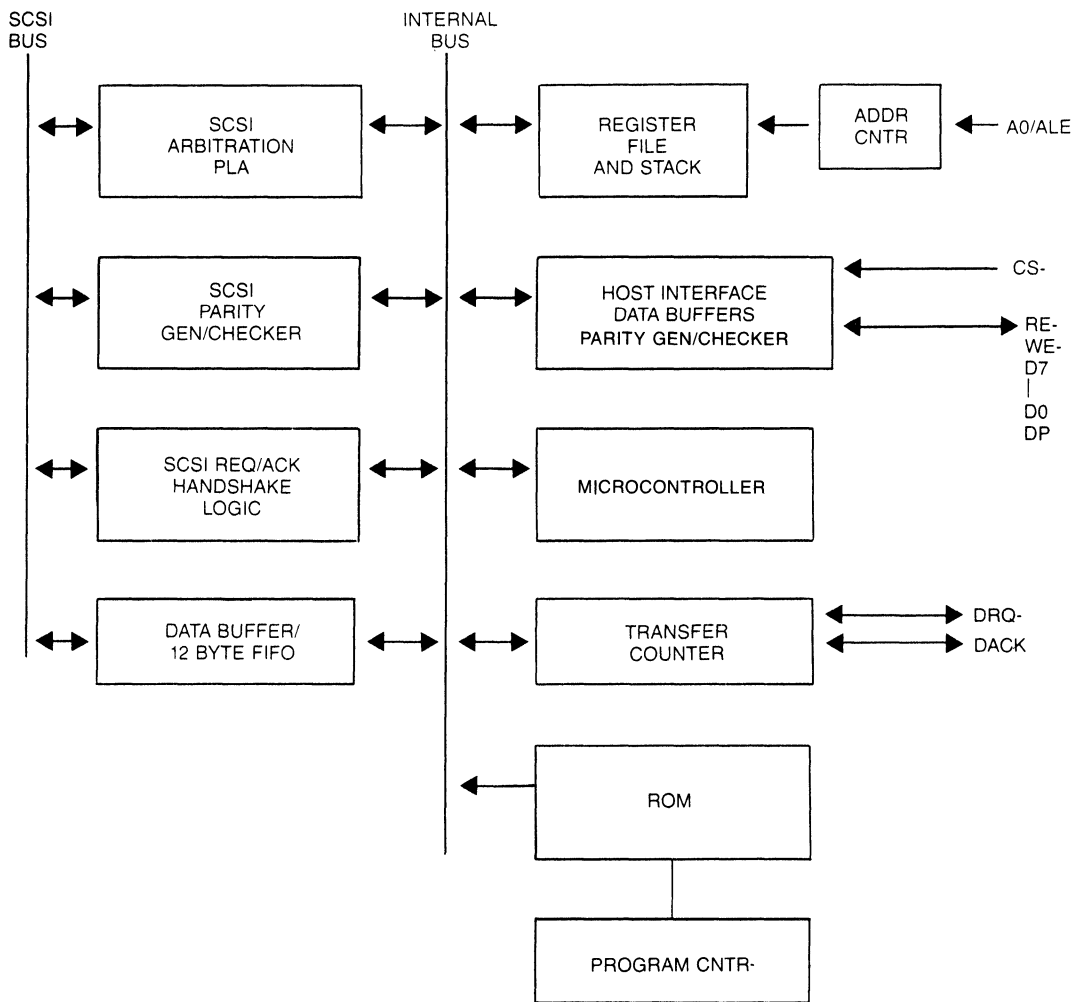 SCSI
BUS
INTERNAL
BUS
SCSI
ARBITRATION
PLA
REGISTER
FILE
AND STACK
ADDR
CNTR
A0/ALE
SCSI
PARITY
GEN/CHECKER
HOST INTERFACE
DATA BUFFERS
PARITY GEN/CHECKER
CS-
RE-
WE-
D7
|
D0
DP
SCSI REQ/ACK
HANDSHAKE
LOGIC
MICROCONTROLLER
DATA BUFFER/
12 BYTE FIFO
TRANSFER
COUNTER
DRQ-
DACK
ROM
PROGRAM CNTR-